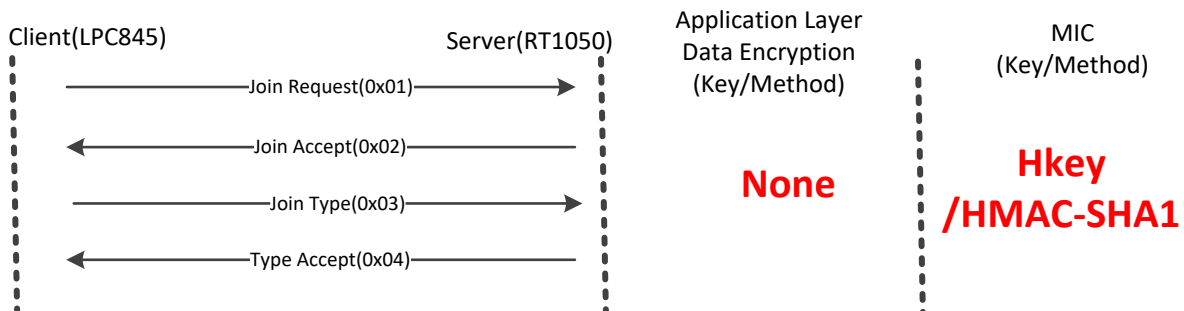 Client(LPC845)
Server(RT1050)
Application Layer
Data Encryption
(Key/Method)
MIC
(Key/Method)
Join Request(0x01)
Join Accept(0x02)
Join Type(0x03)
Type Accept(0x04)
None
Hkey
/HMAC-SHA1